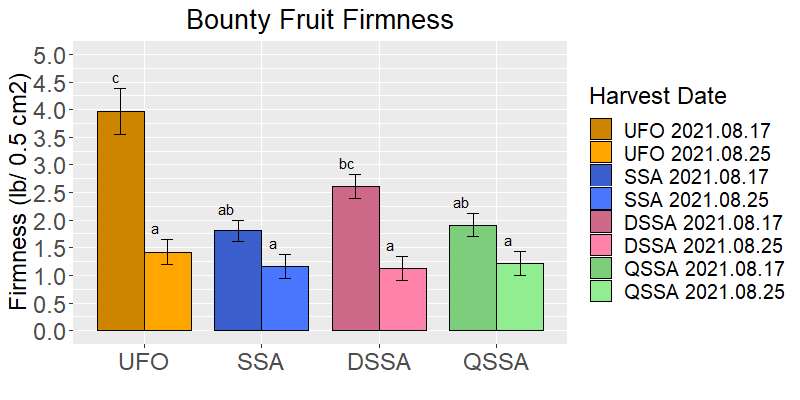 Bounty Fruit Firmness
Firmness (lb/ 0.5 cm2)
5.0
4.5
4.0
3.5
3.0
2.5
2.0
1.5
1.0
0.5
0.0
c
a
ab
a
bc
a
ab
a
UFO
SSA
DSSA
QSSA
Harvest Date
UFO 2021.08.17
UFO 2021.08.25
SSA 2021.08.17
SSA 2021.08.25
DSSA 2021.08.17
DSSA 2021.08.25
QSSA 2021.08.17
QSSA 2021.08.25